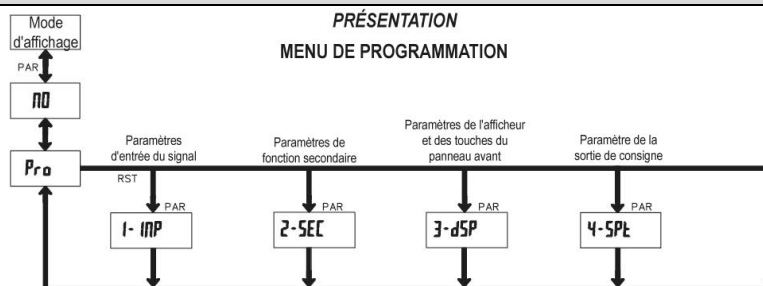 PRÉSENTATION
MENU DE PROGRAMMATION
Mode
d'affichage
PAR
NO
Pro
Paramètres
d'entrée du signal
Paramètres de
fonction secondaire
Paramètres de l'afficheur
et des touches du
panneau avant
Paramètre de la
sortie de consigne
RST
PAR
PAR
PAR
PAR
1-INP
2-SEC
3-dSP
4-SPt